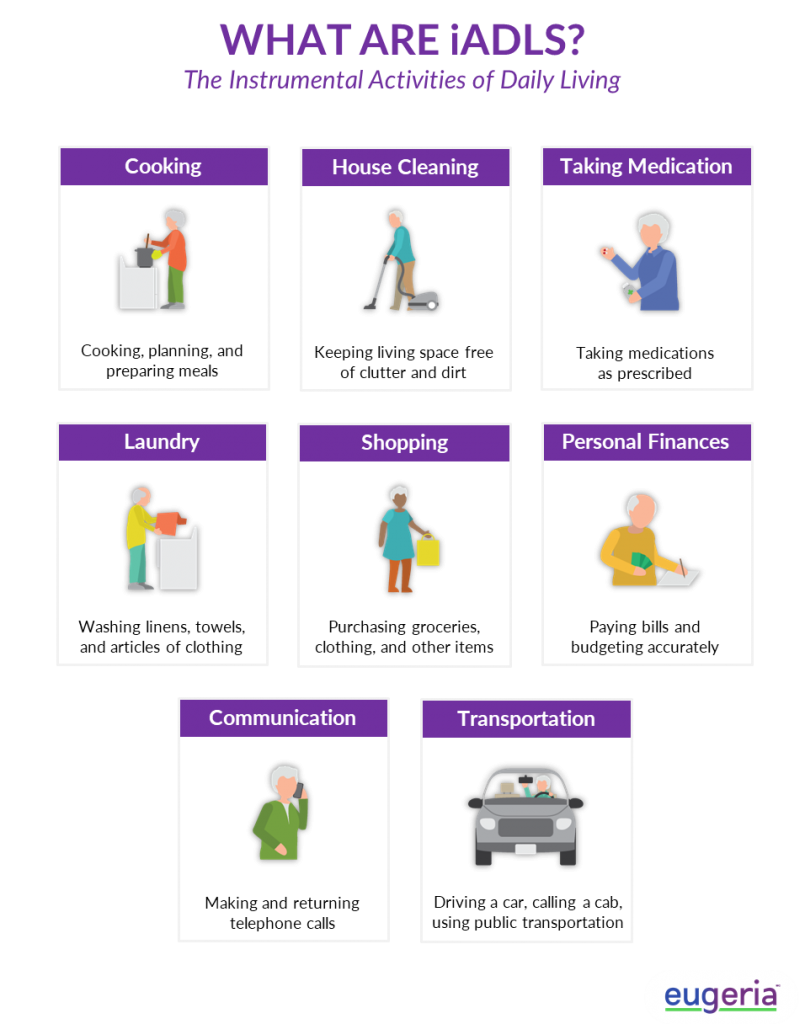 WHAT ARE iADLS?
The Instrumental Activities of Daily Living
Cooking
Cooking, planning, and
preparing meals
House Cleaning
Keeping living space free
of clutter and dirt
Taking Medication
Taking medications
as prescribed
Laundry
Washing linens, towels,
and articles of clothing
Shopping
Purchasing groceries,
clothing, and other items
Personal Finances
Paying bills and
budgeting accurately
Communication
Making and returning
telephone calls
Transportation
Driving a car, calling a cab,
using public transportation
eugeria™